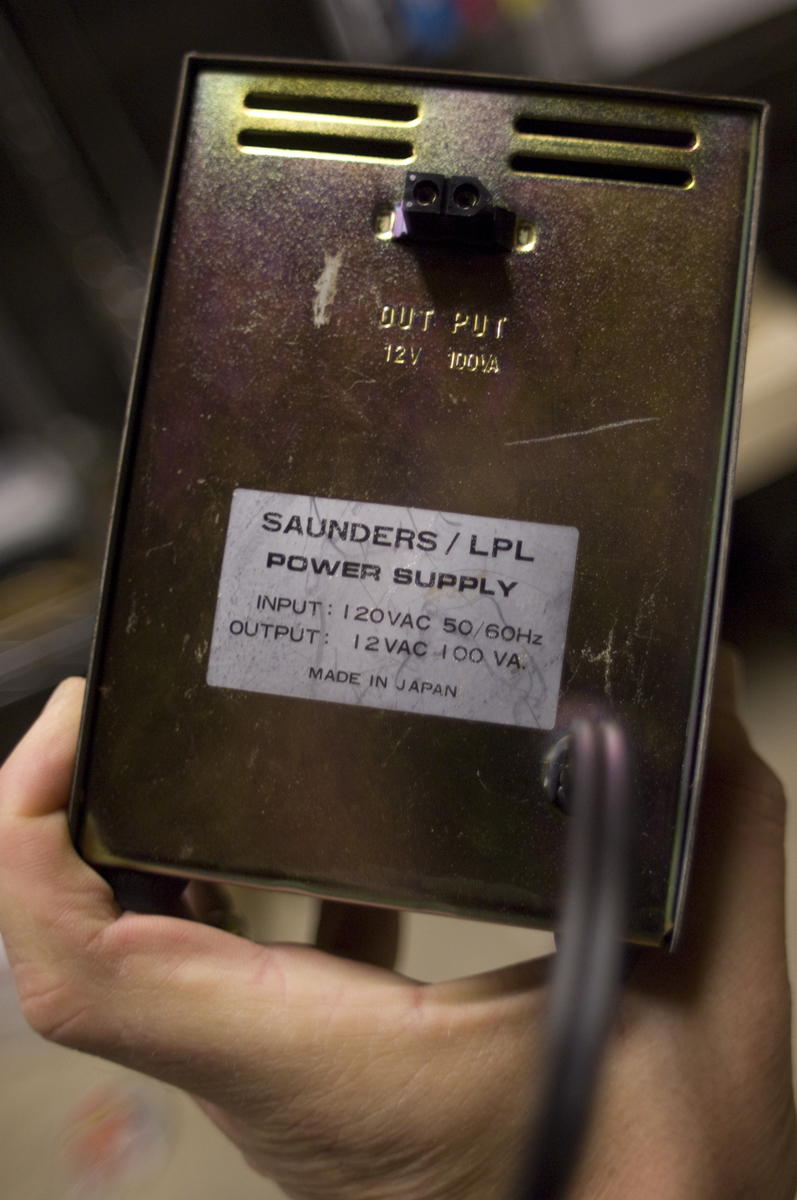 OUT PUT
12V 100VA
SAUNDERS / LPL
POWER SUPPLY
INPUT: 120VAC 50/60Hz
OUTPUT: 12VAC 100 VA.
MADE IN JAPAN